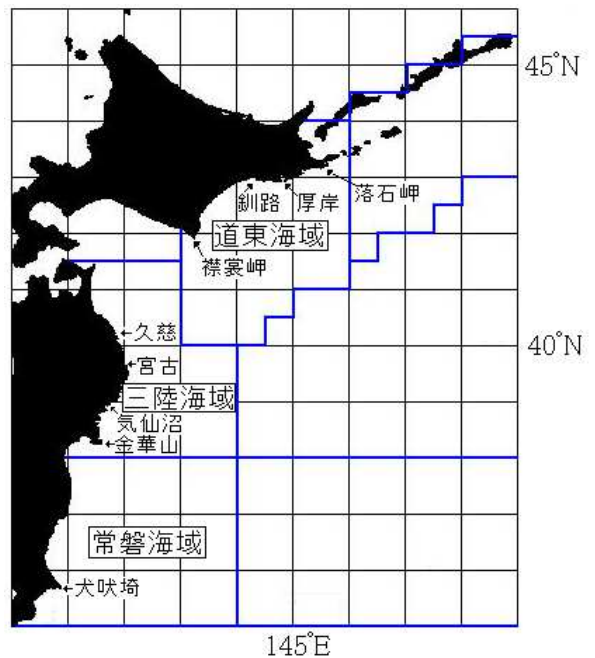 45°N
落石岬
釧路
厚岸
道東海域
襟裳岬
久慈
40°N
宮古
三陸海域
気仙沼
金華山
常磐海域
犬吠埼
145°E